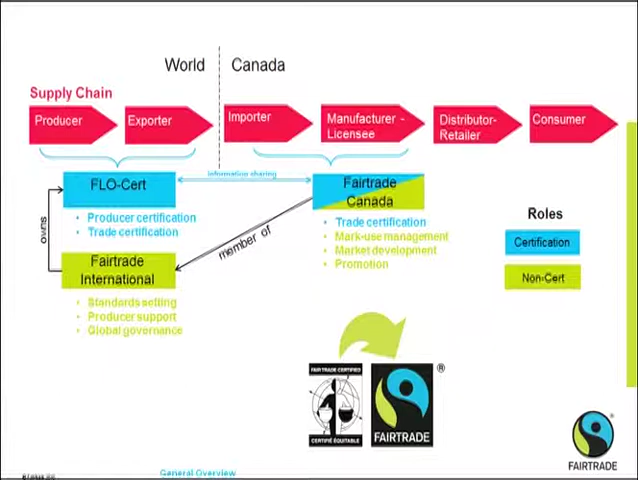 World
Canada
Supply Chain
Producer
Exporter
Importer
Manufacturer -
Licensee
Distributor-
Retailer
Consumer
Information sharing
FLO-Cert
Fairtrade
Canada
• Producer certification
• Trade certification
owns
member of
• Trade certification
• Mark-use management
• Market development
• Promotion
Roles
Certification
Non-Cert
Fairtrade
International
• Standards setting
• Producer support
• Global governance
FAIR TRADE CERTIFIED
CERTIFIÉ ÉQUITABLE
FAIRTRADE
®
FAIRTRADE
General Overview